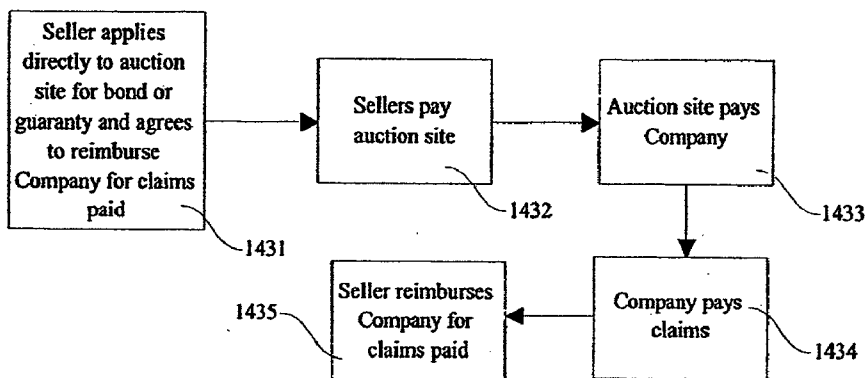 Seller applies
directly to auction
site for bond or
guaranty and agrees
to reimburse
Company for claims
paid
1431
Sellers pay
auction site
1432
Auction site pays
Company
1433
Company pays
claims
1434
Seller reimburses
Company for
claims paid
1435